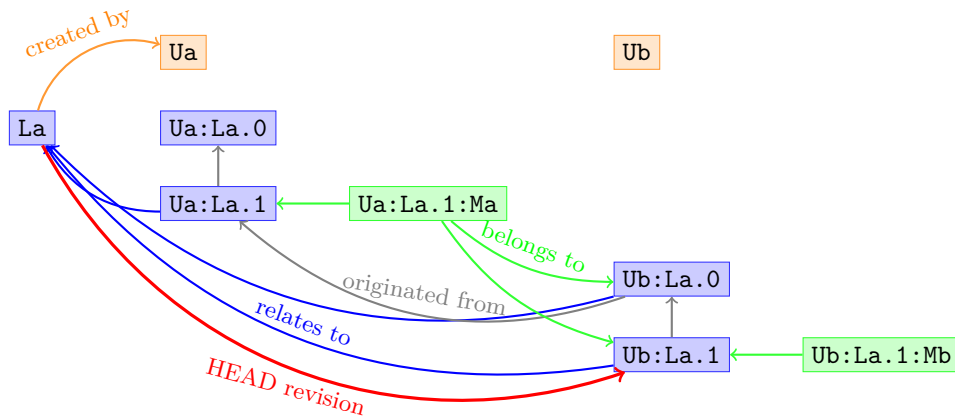 created by
Ua
Ub
La
Ua:La.0
Ua:La.1
Ua:La.1:Ma
belongs to
Ub:La.0
originated from
relates to
Ub:La.1
Ub:La.1:Mb
HEAD revision